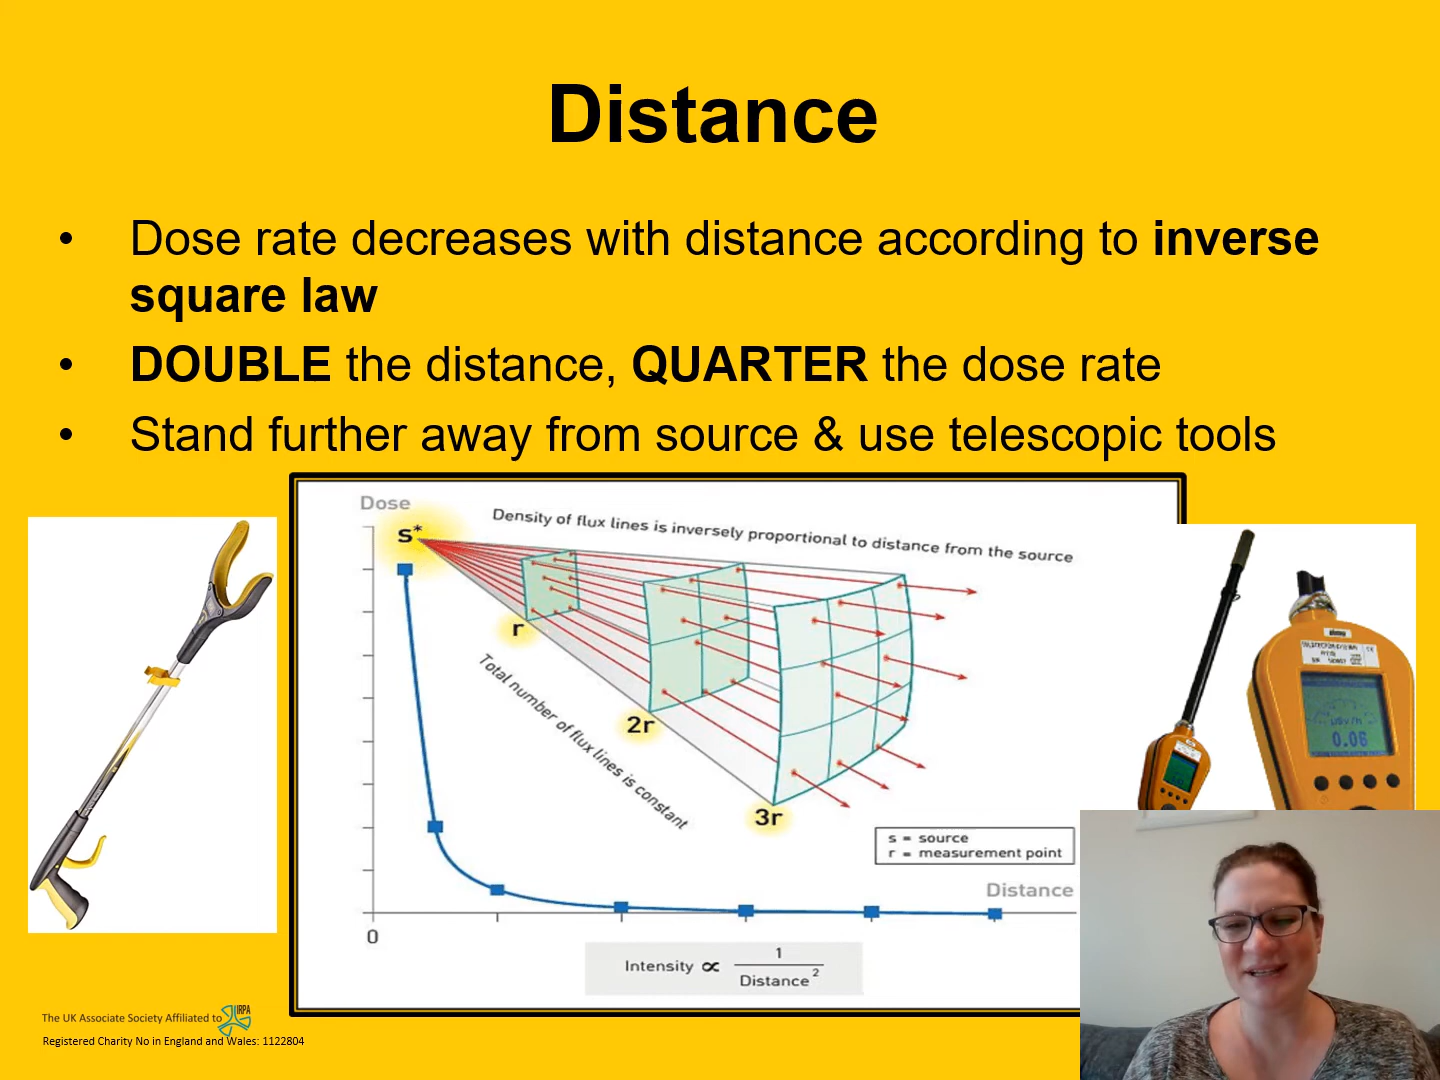 Distance
• Dose rate decreases with distance according to inverse
square law
• DOUBLE the distance, QUARTER the dose rate
• Stand further away from source & use telescopic tools
Dose
s*
Density of flux lines is inversely proportional to distance from the source
r
2r
3r
Total number of flux lines is constant
s = source
r = measurement point
Distance
0
Intensity ∝ 1
Distance²
0.06
The UK Associate Society Affiliated to IRPA
Registered Charity No in England and Wales: 1122804